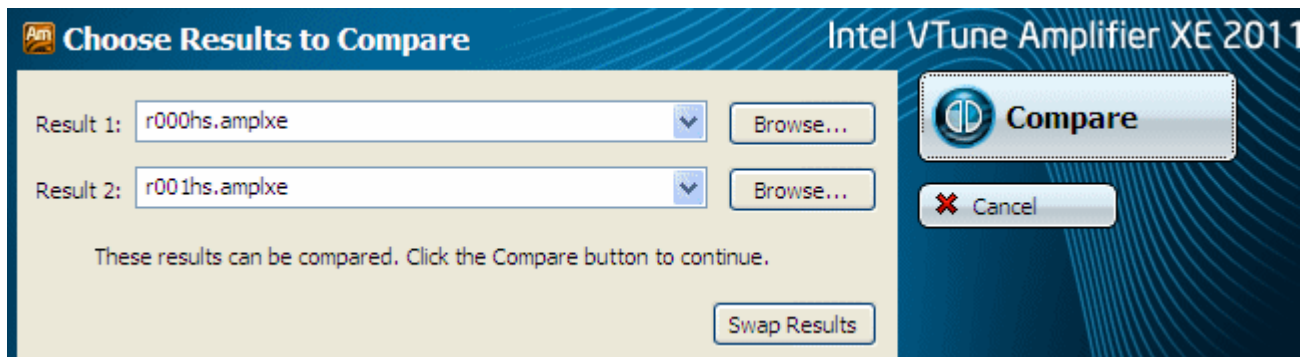 Am Choose Results to Compare
Intel VTune Amplifier XE 2011
Result 1: r000hs.amplxe Browse...
Compare
Result 2: r001hs.amplxe Browse...
Cancel
These results can be compared. Click the Compare button to continue.
Swap Results